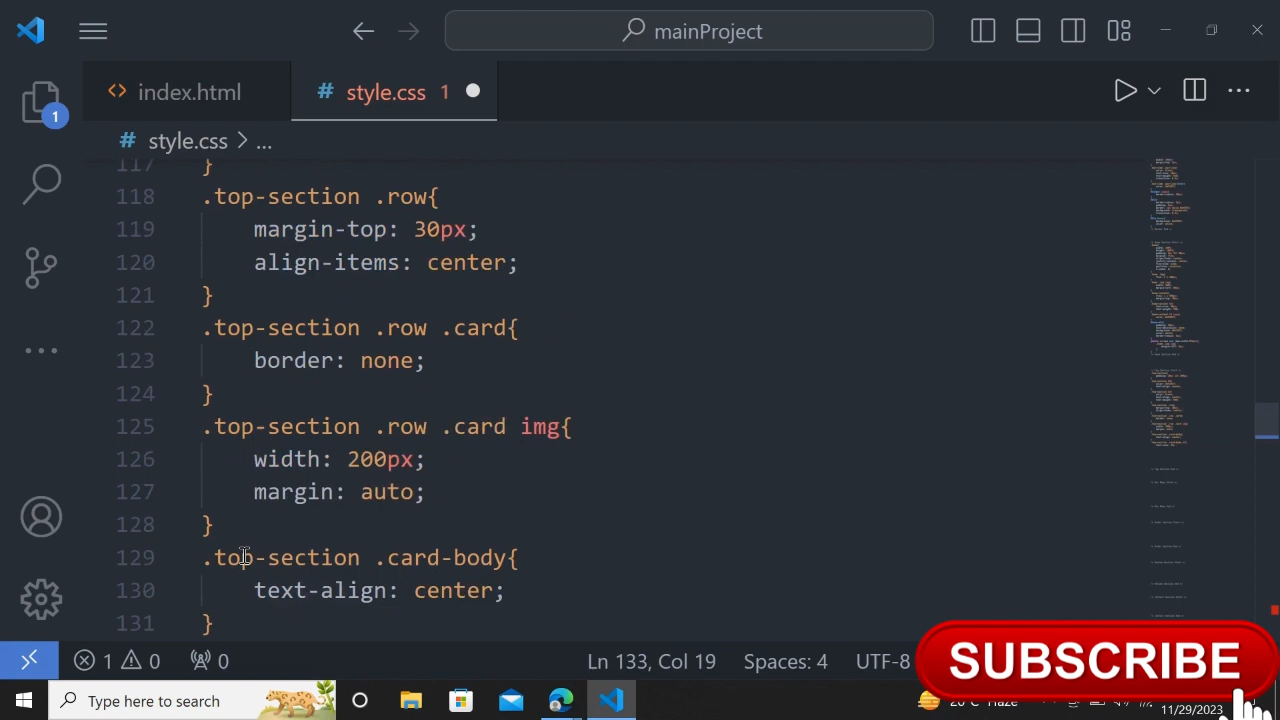 mainProject
index.html
style.css 1
1
style.css > ...
117 }
118 .top-section .row{
119 margin-top: 30px;
120 align-items: center;
121 }
122 .top-section .row .card{
123 border: none;
124 }
125 .top-section .row .card img{
126 width: 200px;
127 margin: auto;
128 }
129 .top-section .card-body{
130 text-align: center;
131 }
1 0 0 Ln 133, Col 19 Spaces: 4 UTF-8
SUBSCRIBE
Type here to search
Haze
11/29/2023